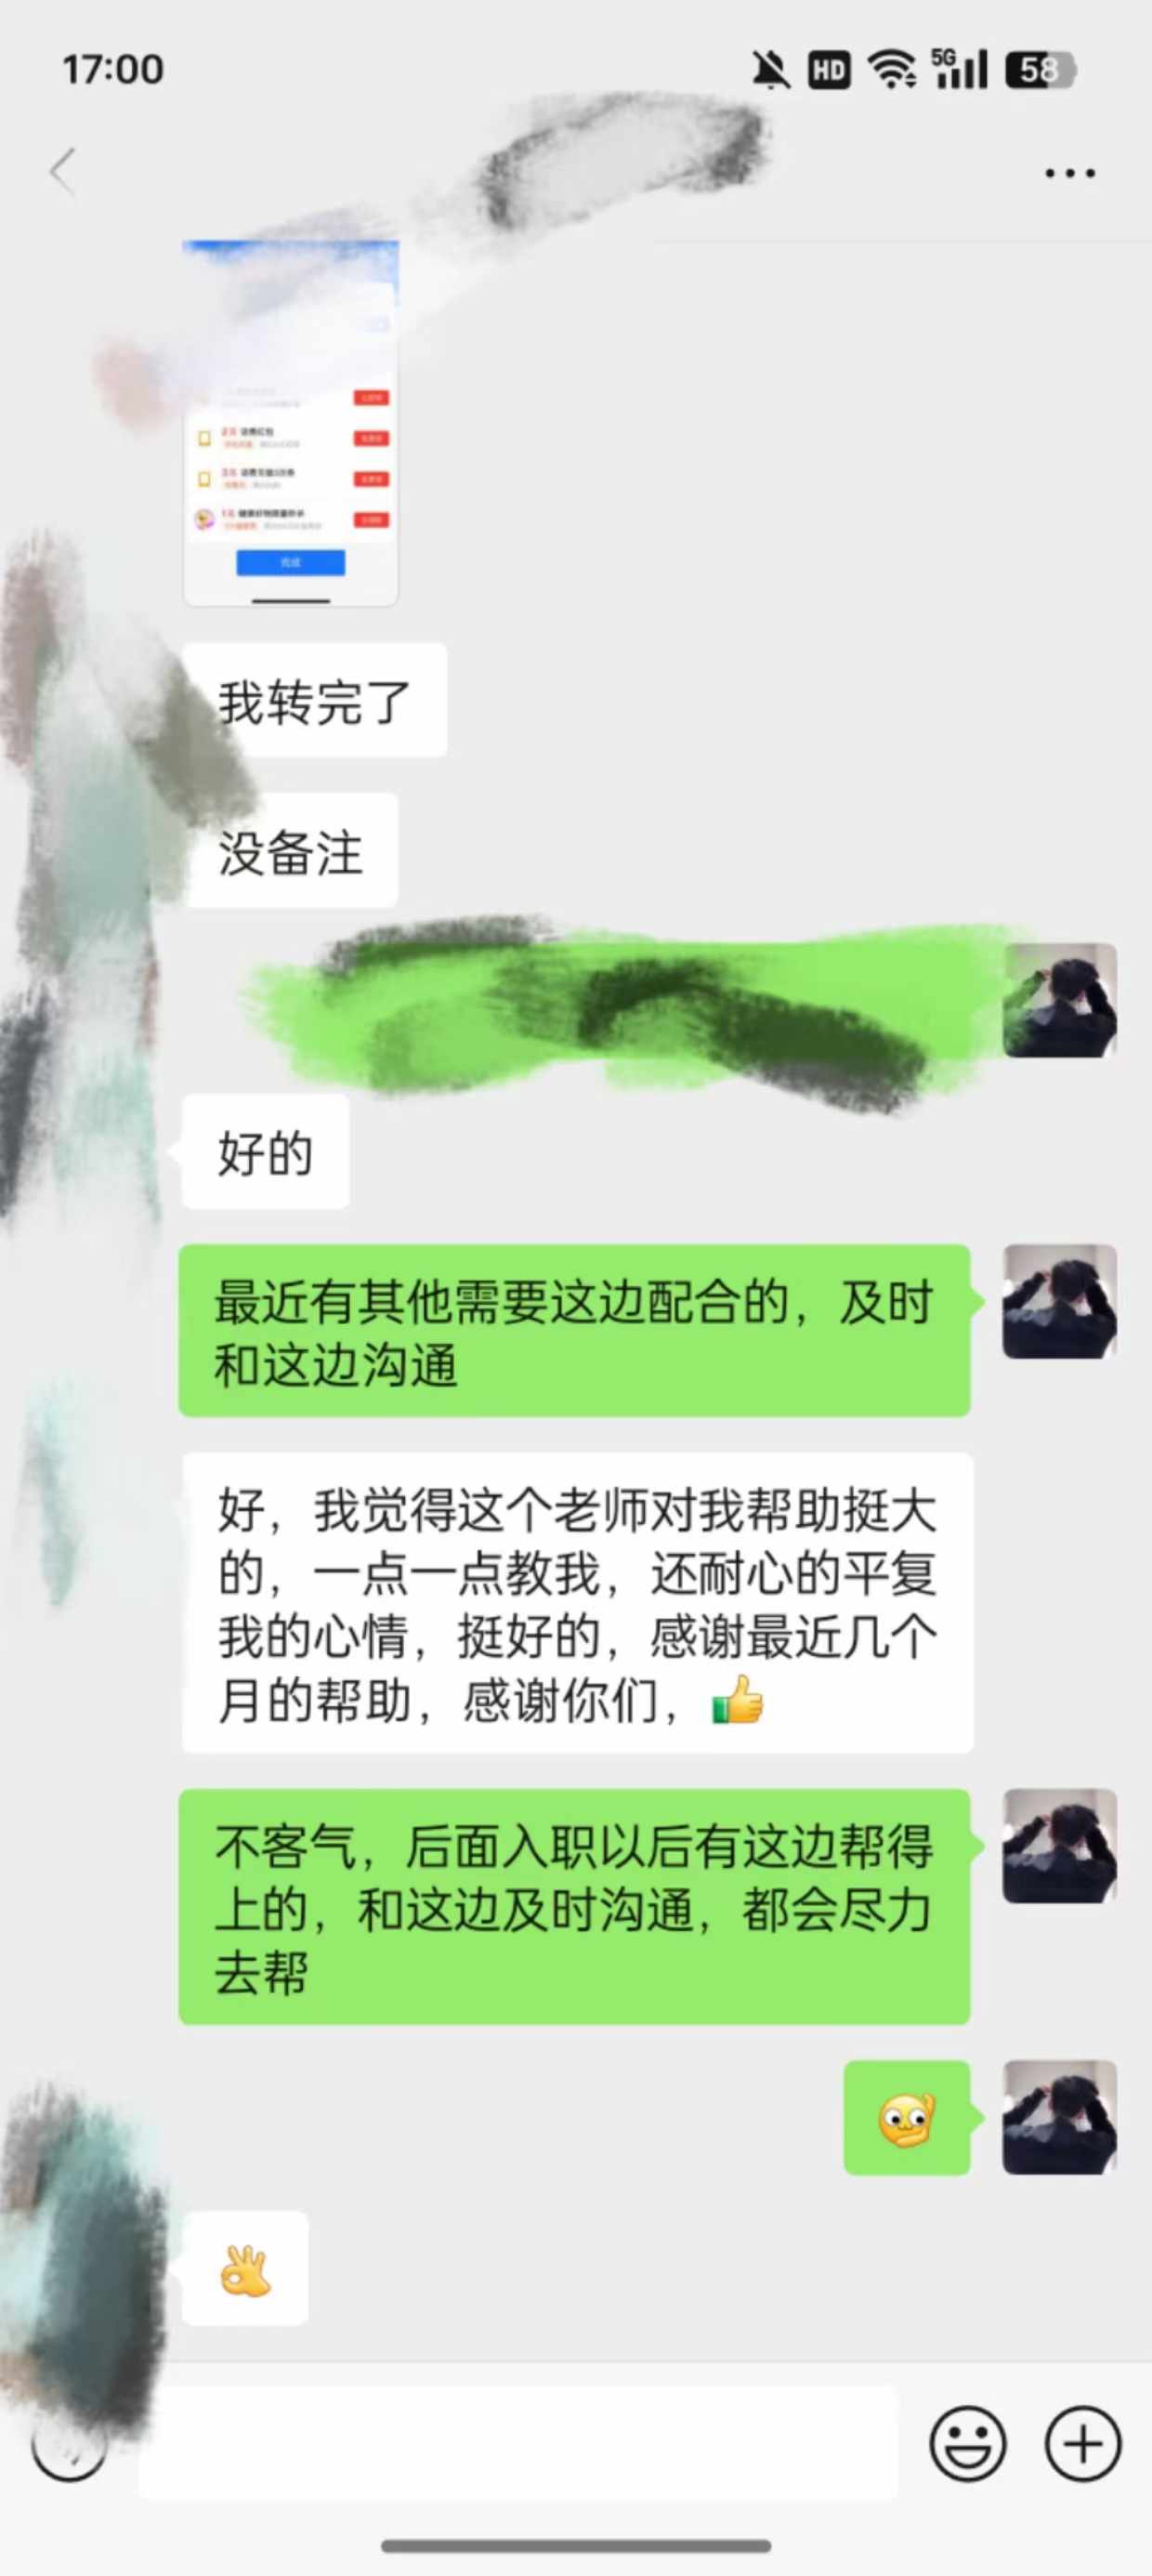 17:00
HD
5G
58
完成
我转完了
没备注
好的
最近有其他需要这边配合的，及时
和这边沟通
好，我觉得这个老师对我帮助挺大
的，一点一点教我，还耐心的平复
我的心情，挺好的，感谢最近几个
月的帮助，感谢你们，👍
不客气，后面入职以后有这边帮得
上的，和这边及时沟通，都会尽力
去帮